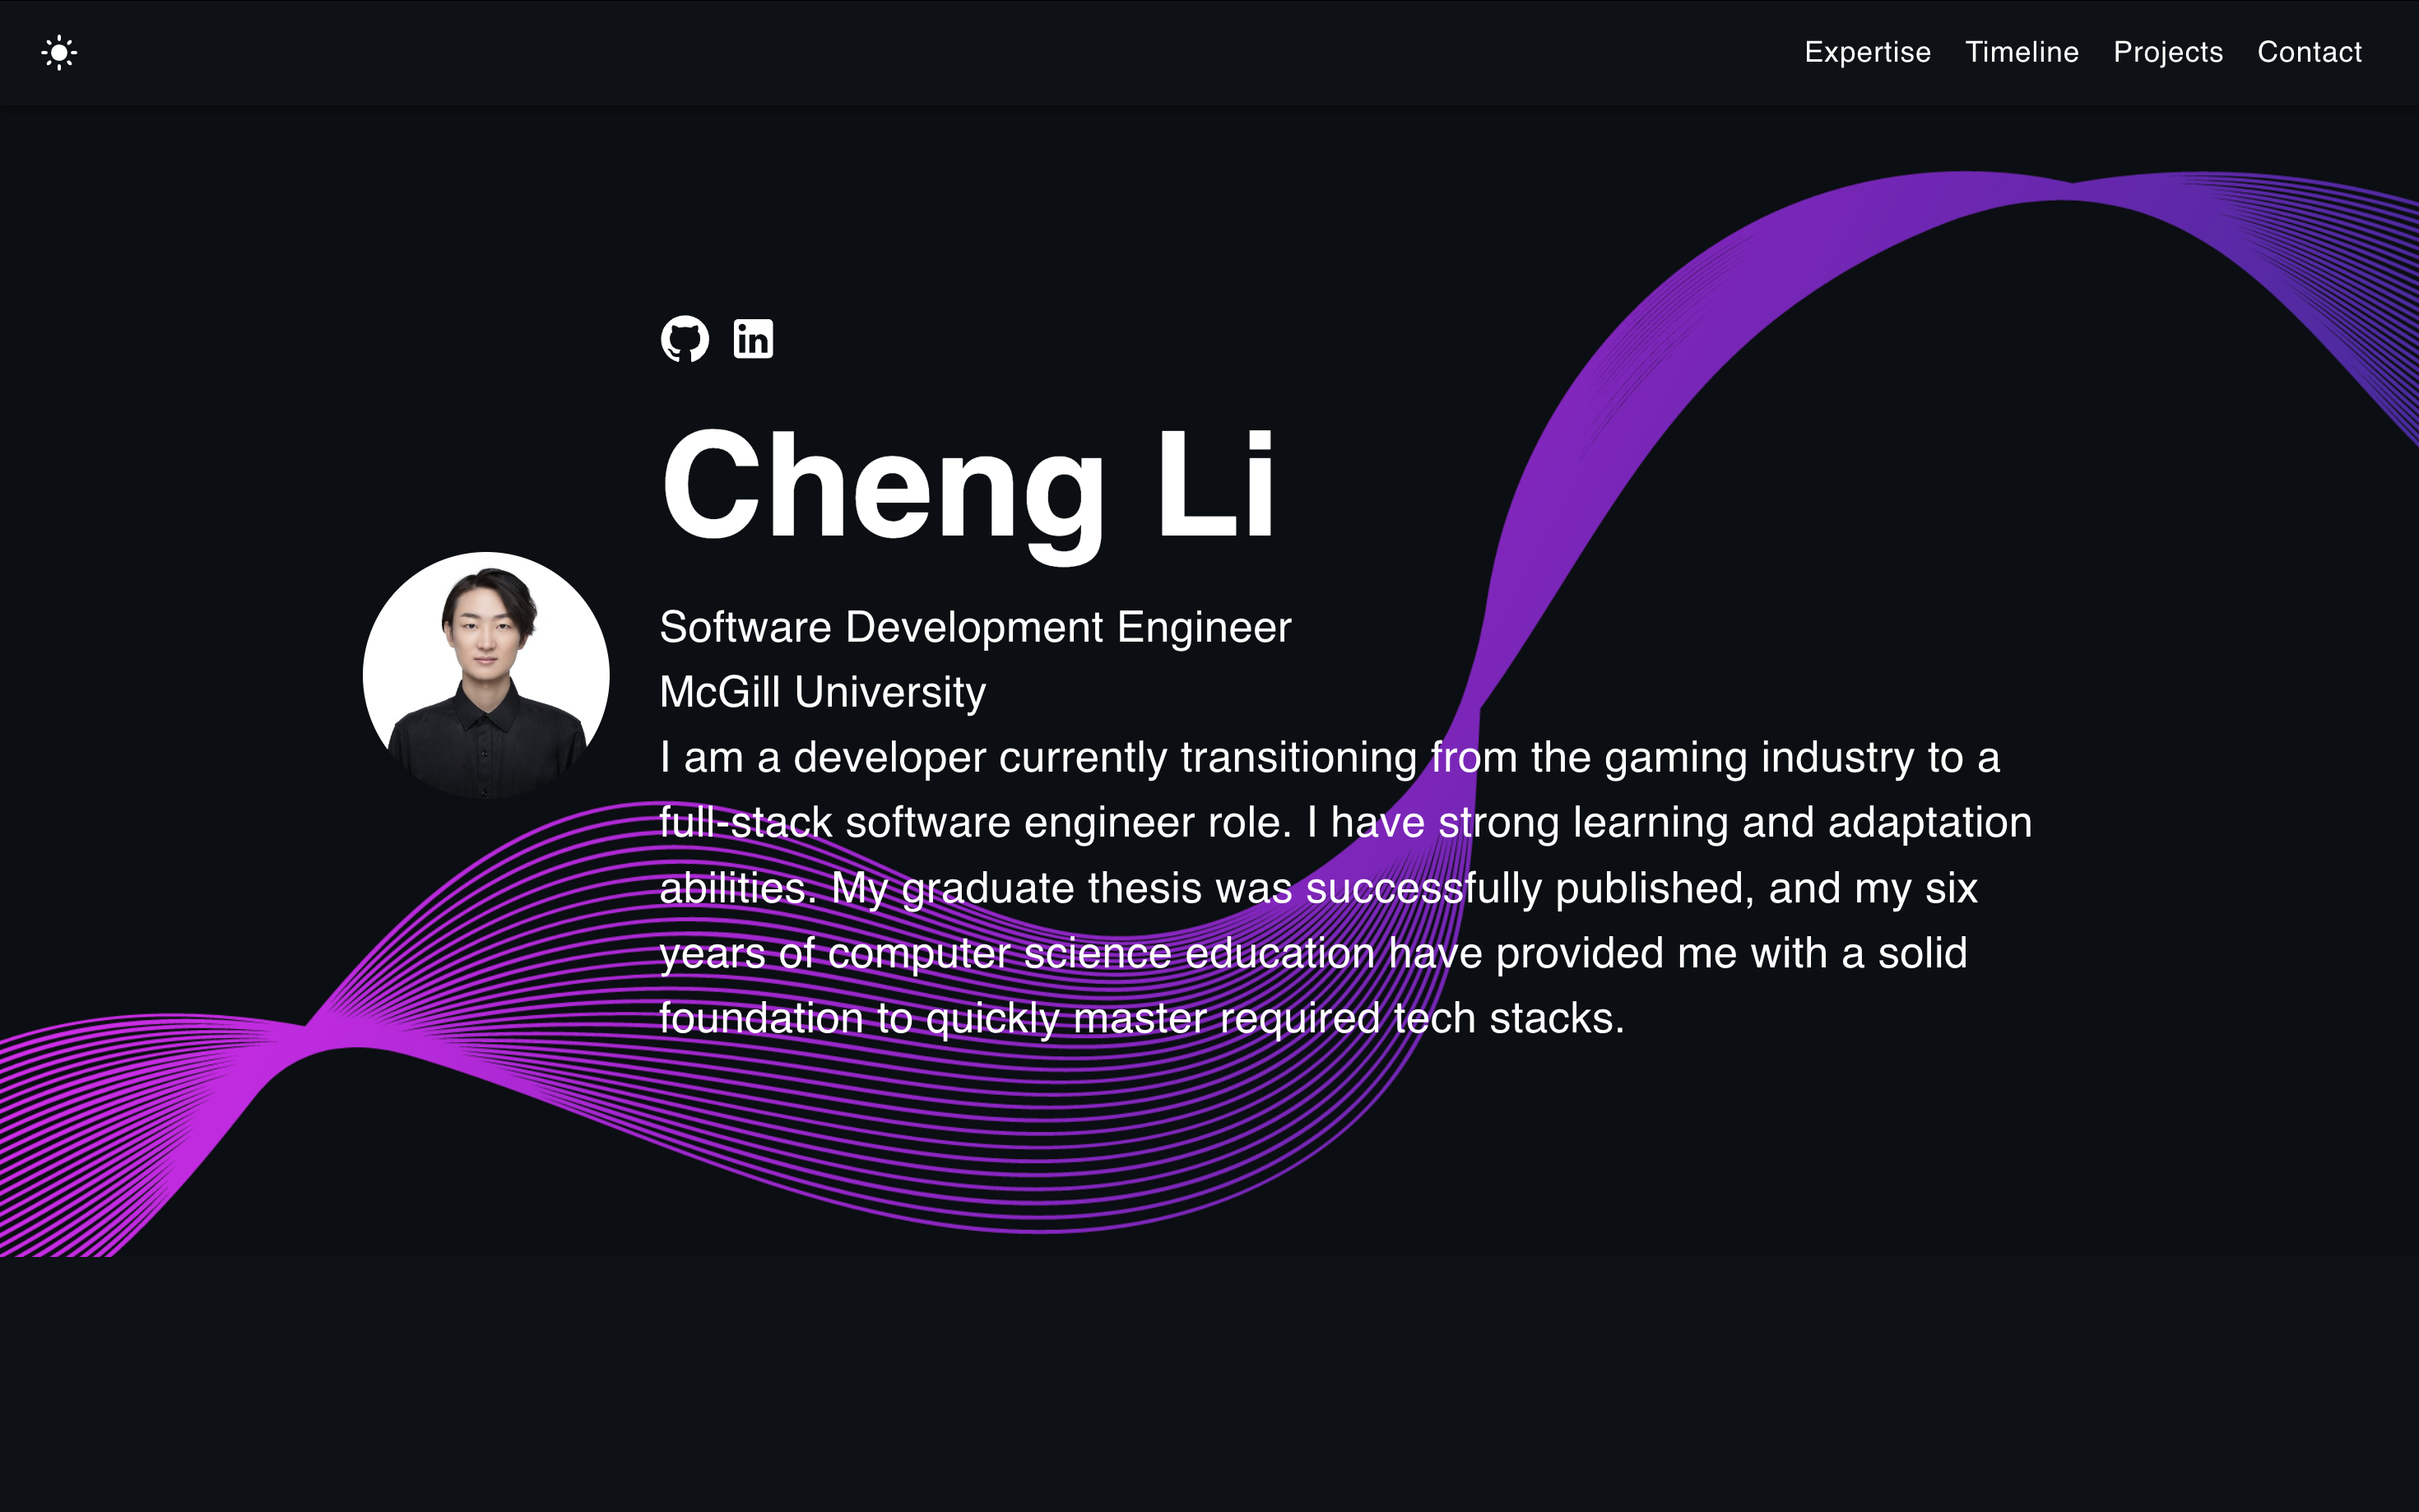 Expertise Timeline Projects Contact
in
Cheng Li
Software Development Engineer
McGill University
I am a developer currently transitioning from the gaming industry to a
full-stack software engineer role. I have strong learning and adaptation
abilities. My graduate thesis was successfully published, and my six
years of computer science education have provided me with a solid
foundation to quickly master required tech stacks.